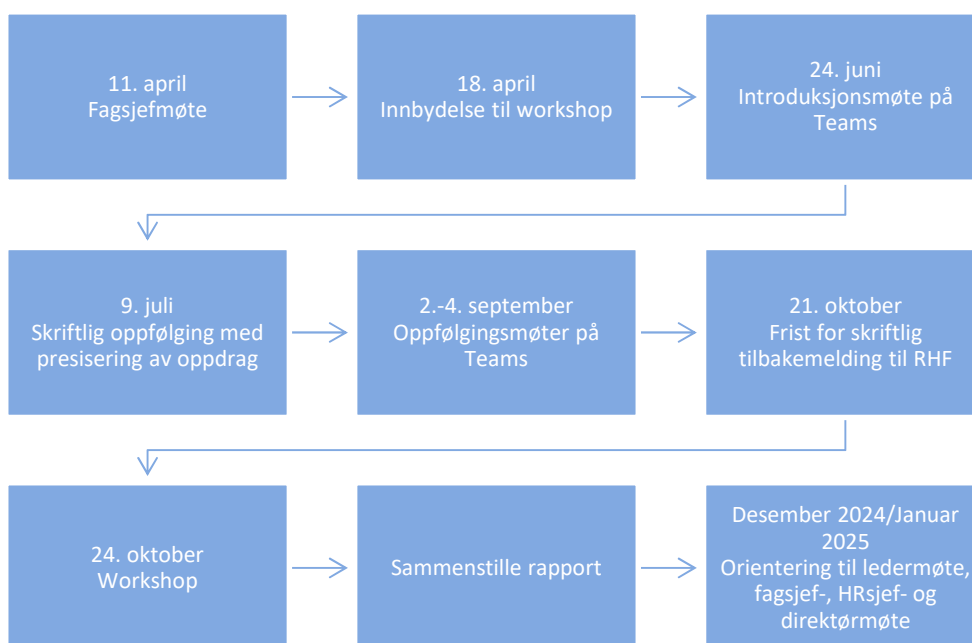 11. april
Fagsjefmøte
18. april
Innbydelse til workshop
24. juni
Introduksjonsmøte på
Teams
9. juli
Skriftlig oppfølging med
presisering av oppdrag
2.-4. september
Oppfølgingsmøter på
Teams
21. oktober
Frist for skriftlig
tilbakemelding til RHF
24. oktober
Workshop
Sammenstille rapport
Desember 2024/Januar
2025
Orientering til ledermøte,
fagsjef-, HRsjef- og
direktørmøte